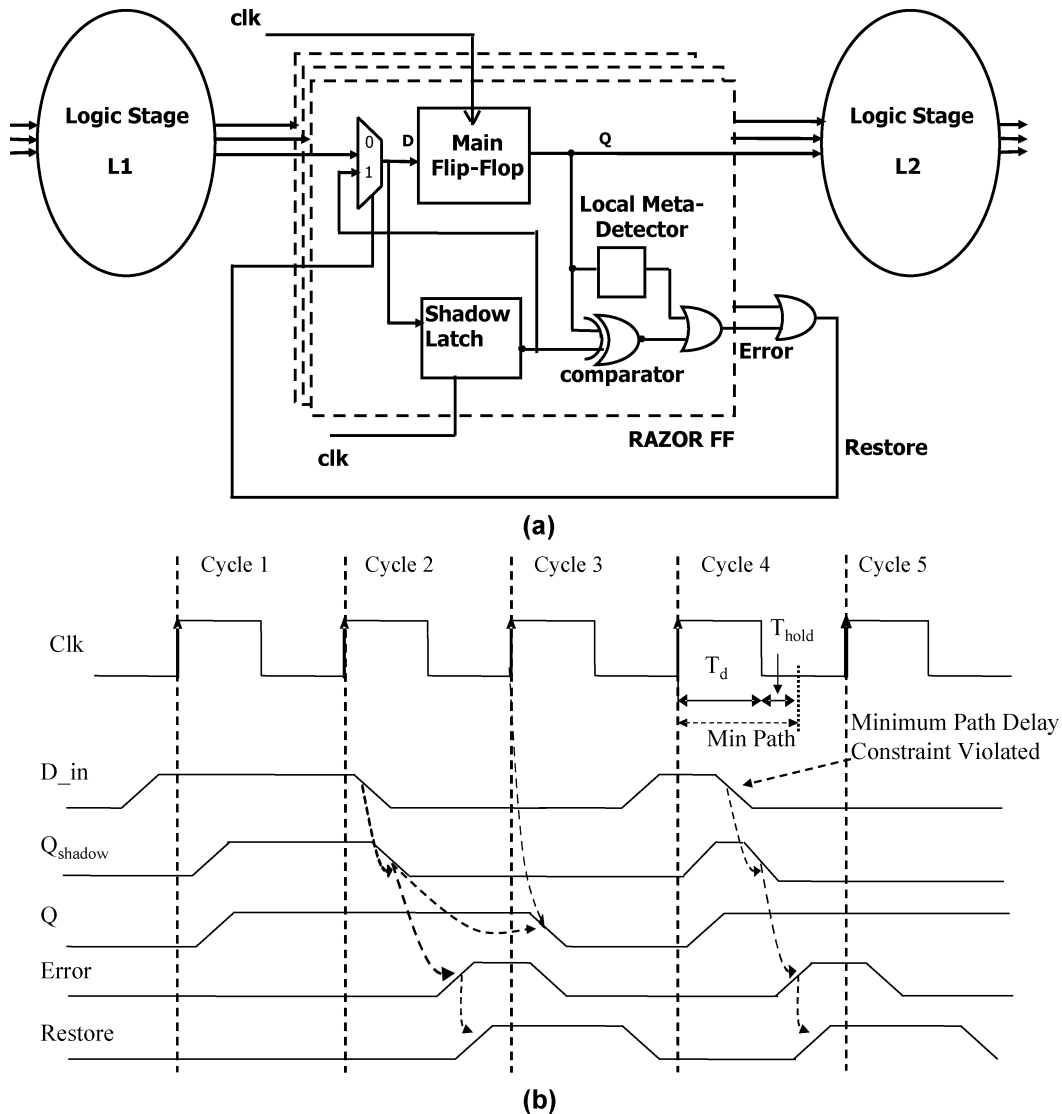 clk
Logic Stage
L1
0
1
D
Main
Flip-Flop
Q
Logic Stage
L2
Local Meta-
Detector
Shadow
Latch
comparator
Error
clk
RAZOR FF
Restore
(a)
Cycle 1
Cycle 2
Cycle 3
Cycle 4
Cycle 5
Clk
T_hold
T_d
Min Path
Minimum Path Delay
Constraint Violated
D_in
Q_shadow
Q
Error
Restore
(b)